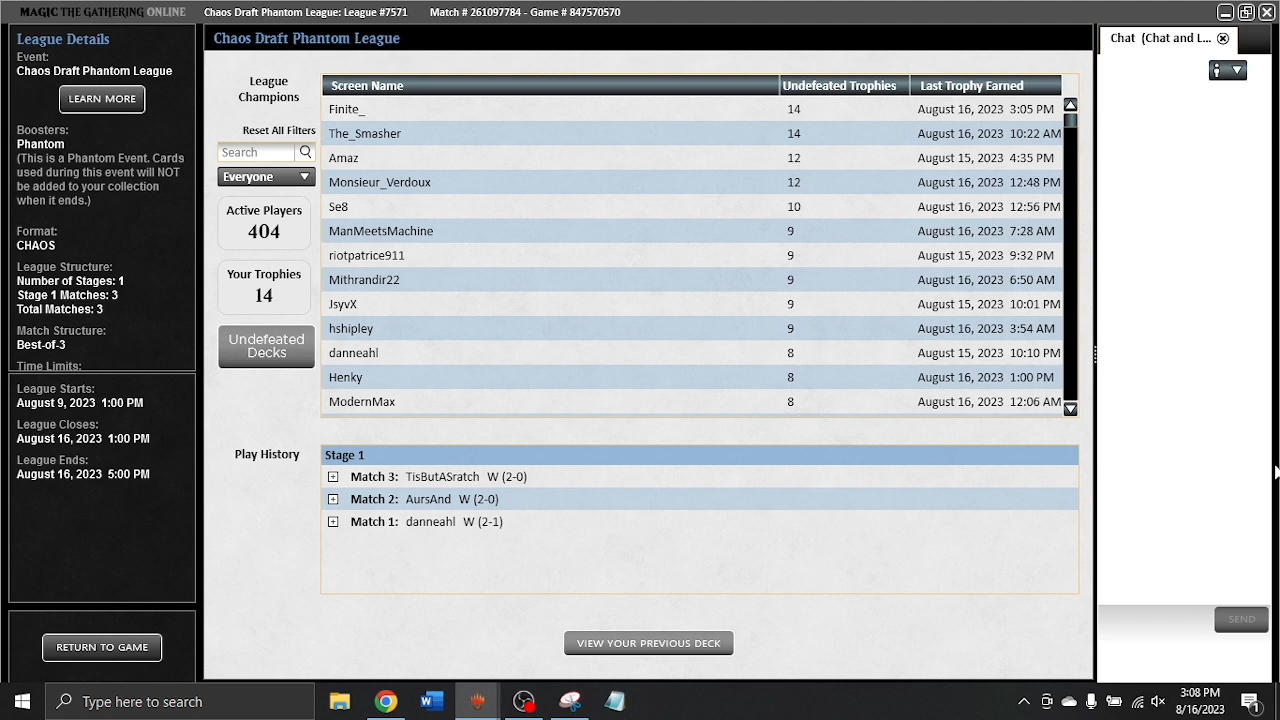 MAGIC THE GATHERING ONLINE Chaos Draft Phantom League: League #7571 Match # 261097784 - Game # 847570570
League Details
Event:
Chaos Draft Phantom League
LEARN MORE
Boosters:
Phantom
(This is a Phantom Event. Cards
used during this event will NOT
be added to your collection
when it ends.)
Format:
CHAOS
League Structure:
Number of Stages: 1
Stage 1 Matches: 3
Total Matches: 3
Match Structure:
Best-of-3
Time Limits:
League Starts:
August 9, 2023 1:00 PM
League Closes:
August 16, 2023 1:00 PM
League Ends:
August 16, 2023 5:00 PM
RETURN TO GAME
Chaos Draft Phantom League
League
Champions
Reset All Filters
Search
Everyone
Active Players
404
Your Trophies
14
Undefeated
Decks
Screen Name Undefeated Trophies Last Trophy Earned
Finite_ 14 August 16, 2023 3:05 PM
The_Smasher 14 August 16, 2023 10:22 AM
Amaz 12 August 15, 2023 4:35 PM
Monsieur_Verdoux 12 August 16, 2023 12:48 PM
Se8 10 August 16, 2023 12:56 PM
ManMeetsMachine 9 August 16, 2023 7:28 AM
riotpatrice911 9 August 15, 2023 9:32 PM
Mithrandir22 9 August 16, 2023 6:50 AM
JsyvX 9 August 15, 2023 10:01 PM
hshipley 9 August 16, 2023 3:54 AM
danneahl 8 August 15, 2023 10:10 PM
Henky 8 August 16, 2023 1:00 PM
ModernMax 8 August 16, 2023 12:06 AM
Play History
Stage 1
Match 3: TisButASratch W (2-0)
Match 2: AursAnd W (2-0)
Match 1: danneahl W (2-1)
VIEW YOUR PREVIOUS DECK
Chat (Chat and L...
SEND
Type here to search
3:08 PM
8/16/2023
1